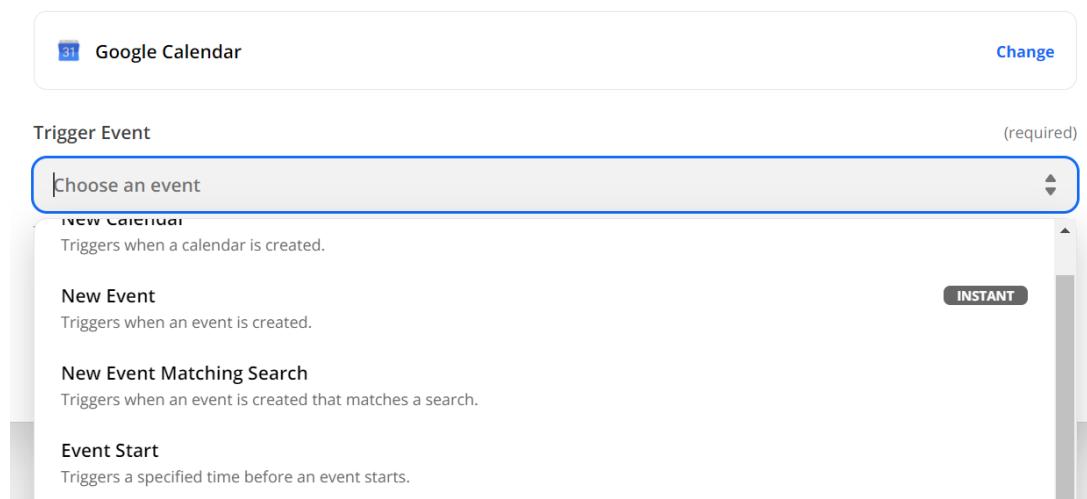 31
Google Calendar
Change
Trigger Event
(required)
Choose an event
New Calendar
Triggers when a calendar is created.
New Event
INSTANT
Triggers when an event is created.
New Event Matching Search
Triggers when an event is created that matches a search.
Event Start
Triggers a specified time before an event starts.